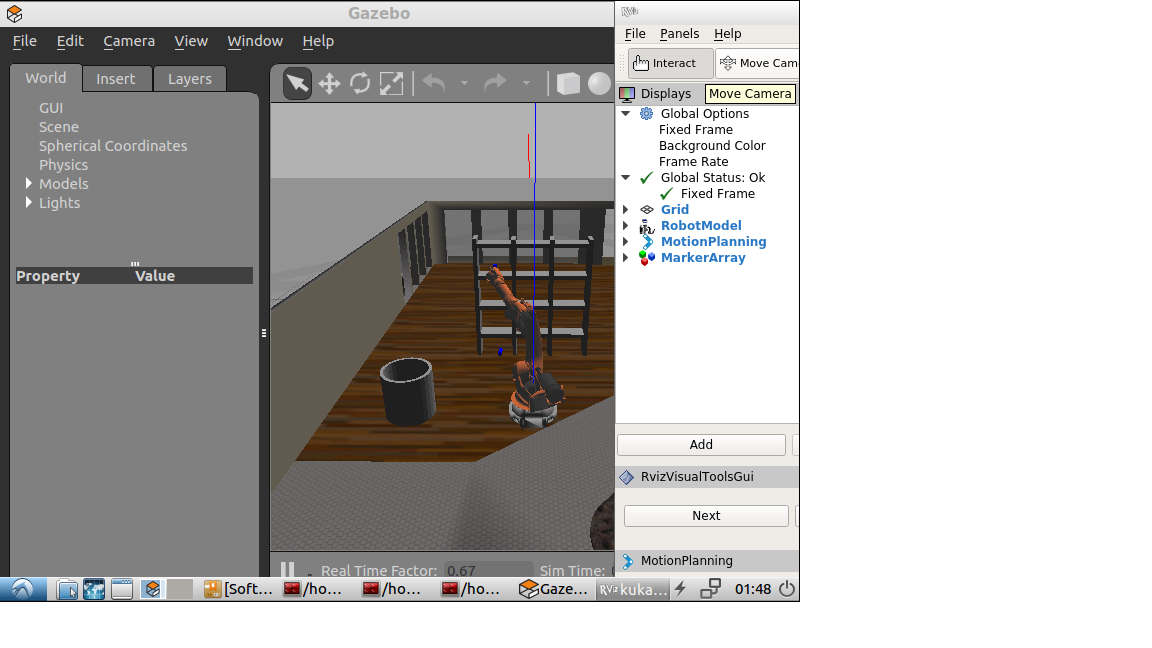 Gazebo
File Edit Camera View Window Help
World Insert Layers
GUI
Scene
Spherical Coordinates
Physics
Models
Lights
Property Value
Real Time Factor: 0.67 Sim Time:
RViz
File Panels Help
Interact Move Cam
Displays Move Camera
Global Options
Fixed Frame
Background Color
Frame Rate
Global Status: Ok
Fixed Frame
Grid
RobotModel
MotionPlanning
MarkerArray
Add
RvizVisualToolsGui
Next
MotionPlanning
[Soft... /ho... /ho... /ho... Gaze... RViz kuka... 01:48